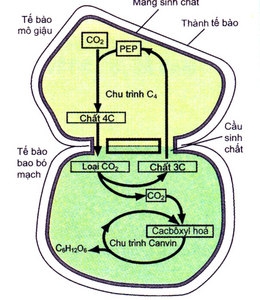 Màng sinh chất
Tế bào
mô giậu
Thành tế bào
CO₂
PEP
Chu trình C₄
Chất 4C
Cầu
sinh
chất
Tế bào
bao bó
mạch
Loại CO₂
Chất 3C
CO₂
Cacbôxyl hoá
Chu trình Canvin
C₆H₁₂O₆